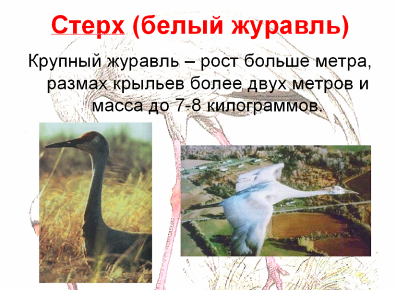 Стерх (белый журавль)
Крупный журавль – рост больше метра,
размах крыльев более двух метров и
масса до 7-8 килограммов.